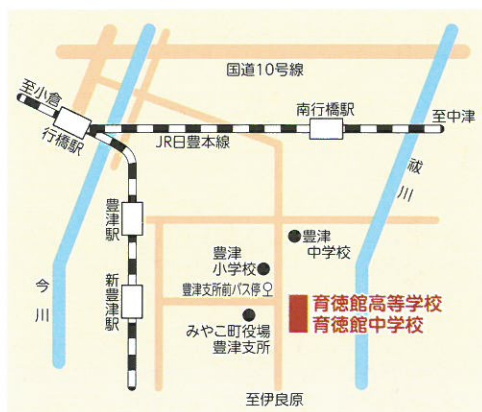 国道10号線
至小倉
行橋駅
南行橋駅
至中津
JR日豊本線
祓川
豊津駅
豊津
中学校
豊津
小学校
豊津支所前バス停
今川
新豊津駅
育徳館高等学校
育徳館中学校
みやこ町役場
豊津支所
至伊良原